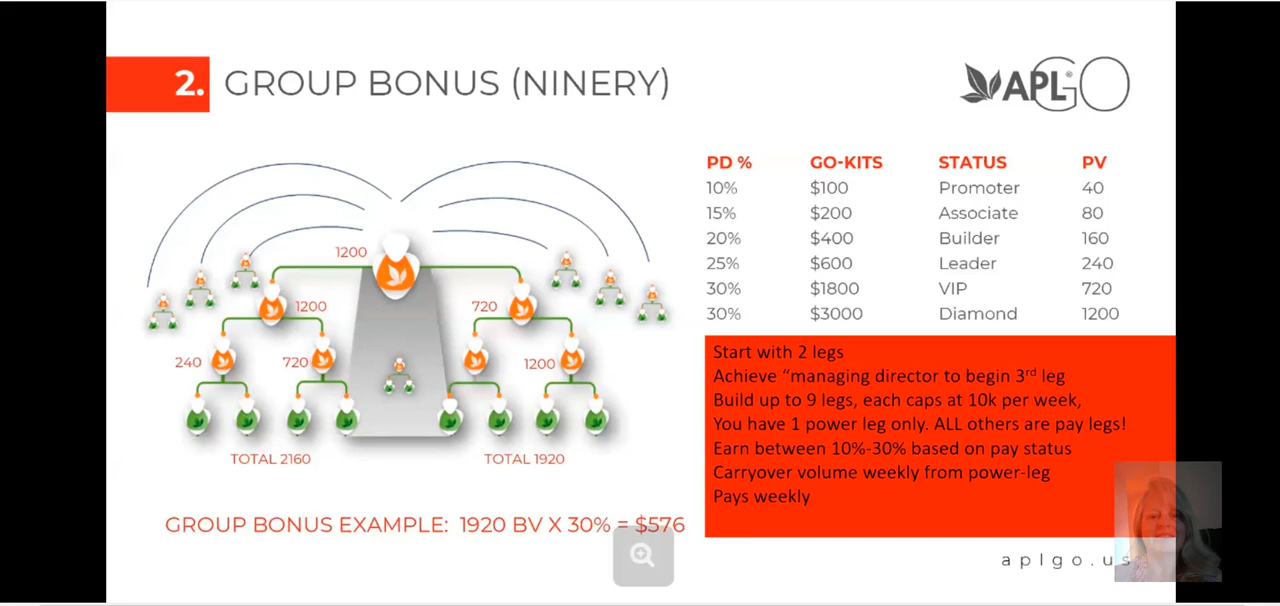 2. GROUP BONUS (NINERY)
APL® GO
1200
1200
720
240
720
1200
TOTAL 2160
TOTAL 1920
GROUP BONUS EXAMPLE: 1920 BV X 30% = $576
PD % GO-KITS STATUS PV
10% $100 Promoter 40
15% $200 Associate 80
20% $400 Builder 160
25% $600 Leader 240
30% $1800 VIP 720
30% $3000 Diamond 1200
Start with 2 legs
Achieve “managing director to begin 3rd leg
Build up to 9 legs, each caps at 10k per week,
You have 1 power leg only. ALL others are pay legs!
Earn between 10%-30% based on pay status
Carryover volume weekly from power-leg
Pays weekly
aplgo.us